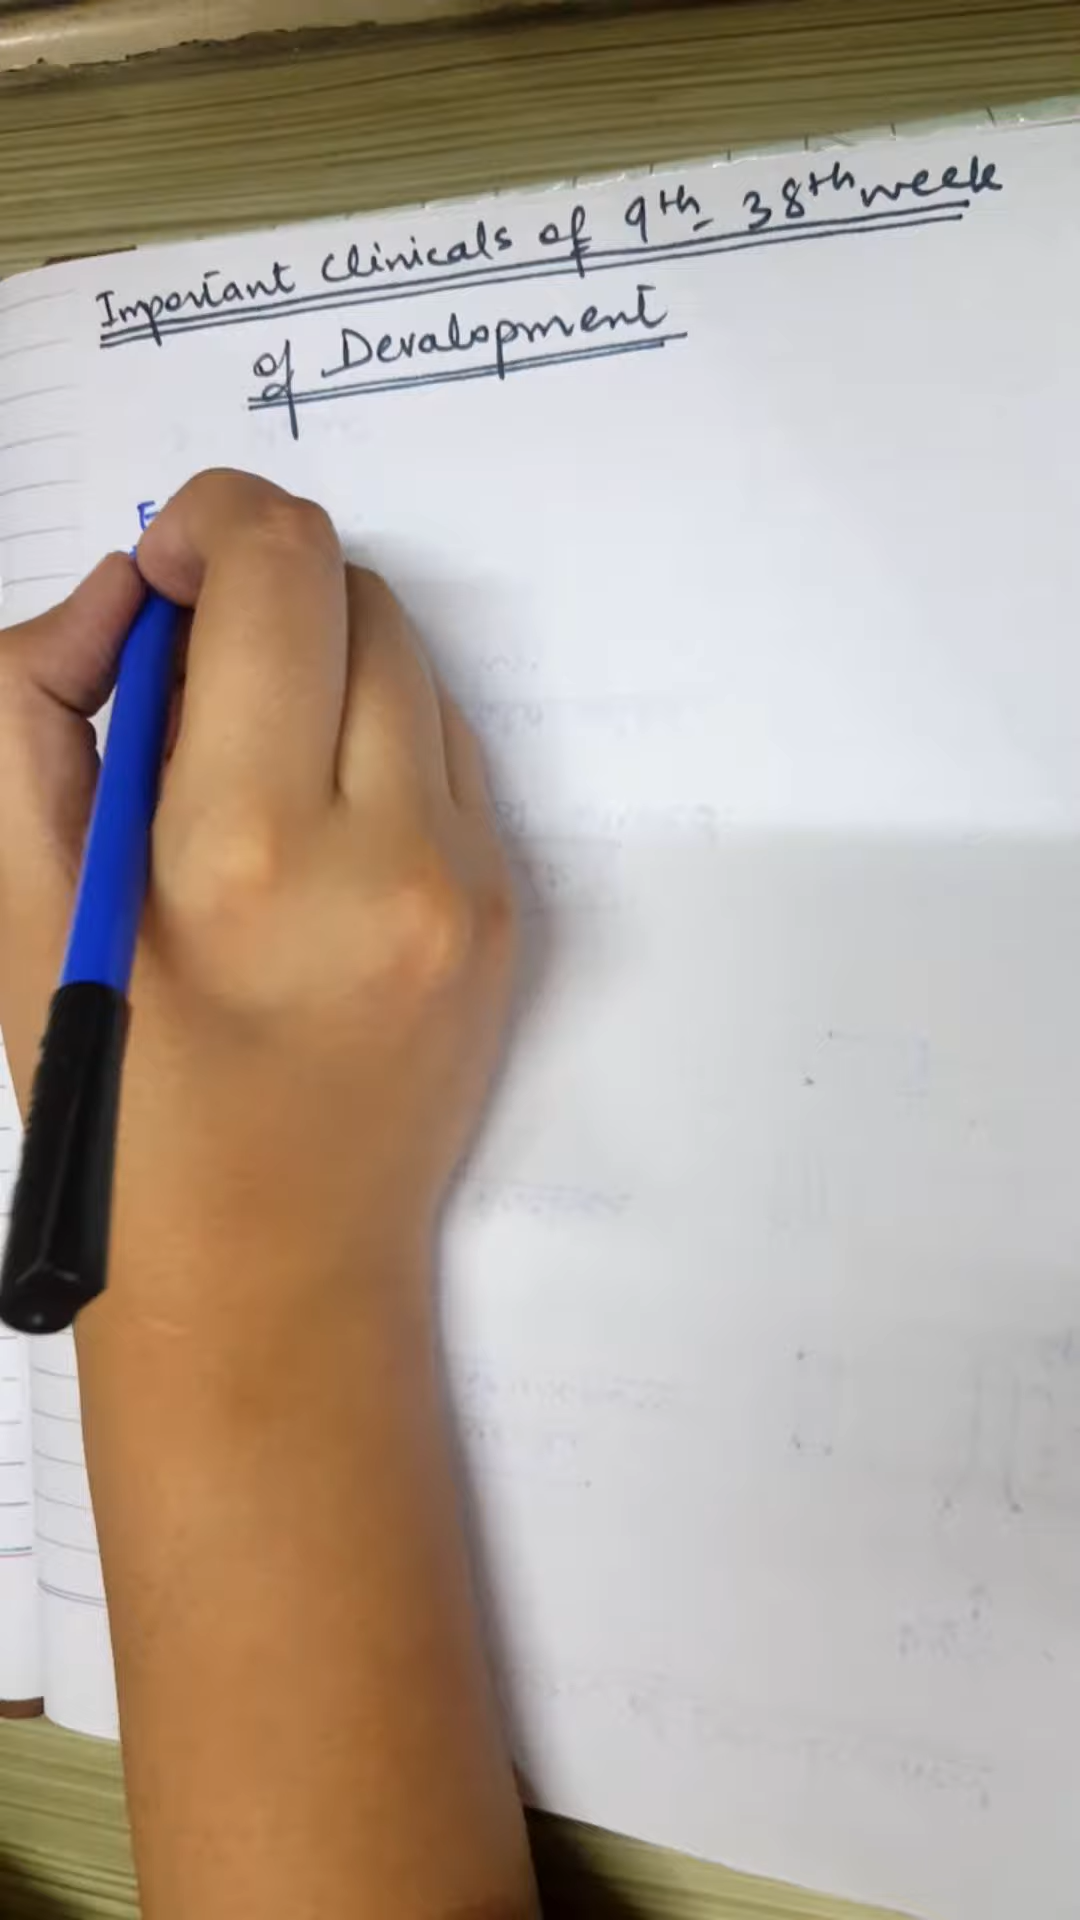 Important Clinicals of 9th- 38th week
of Devalopment
E